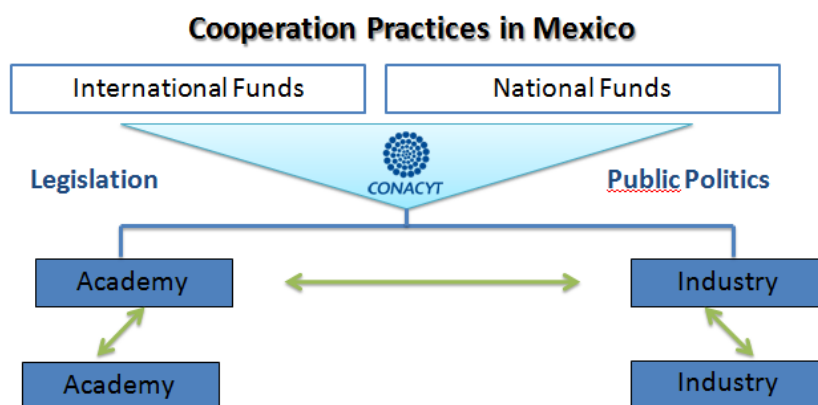 Cooperation Practices in Mexico
International Funds
National Funds
CONACYT
Legislation
Public Politics
Academy
Industry
Academy
Industry